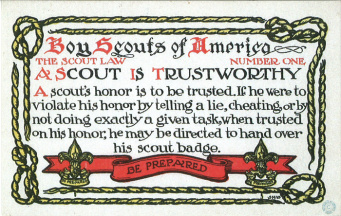 Boy Scouts of America
THE SCOUT LAW NUMBER ONE
A SCOUT IS TRUSTWORTHY
A scout's honor is to be trusted. If he were to
violate his honor by telling a lie, cheating, or by
not doing exactly a given task, when trusted
on his honor, he may be directed to hand over
his scout badge.
BE PREPARED